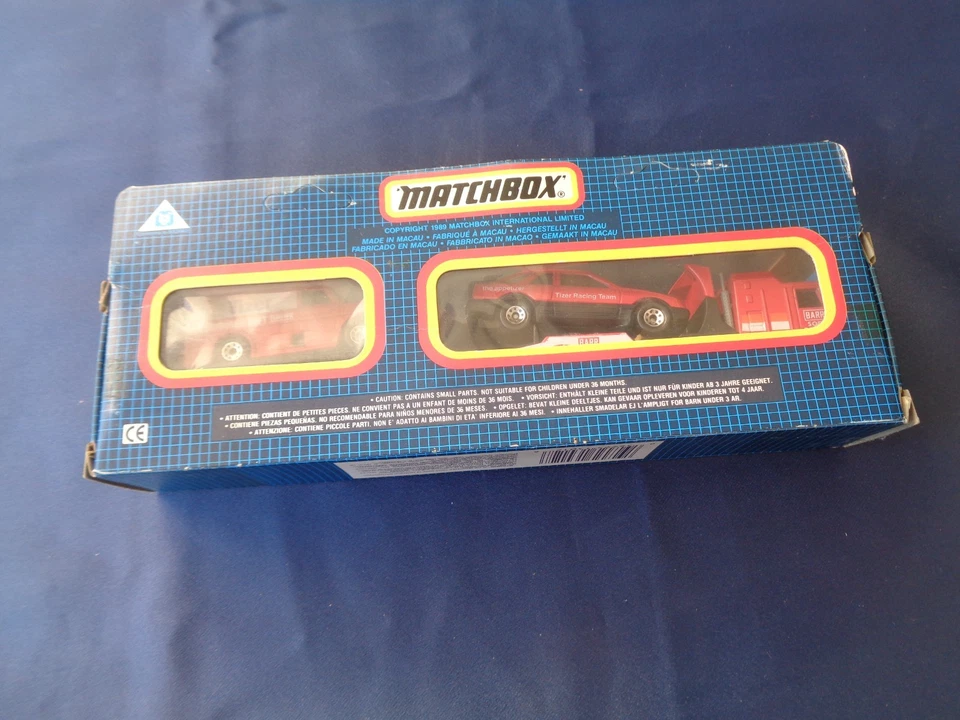 MATCHBOX®
COPYRIGHT 1989 MATCHBOX INTERNATIONAL LIMITED
MADE IN MACAU • FABRIQUÉ À MACAU • HERGESTELLT IN MACAU
FABRICADO EN MACAU • FABBRICATO IN MACAO • GEMAAKT IN MACAU
Tizer Racing Team
BARR
• CAUTION: CONTAINS SMALL PARTS. NOT SUITABLE FOR CHILDREN UNDER 36 MONTHS.
• ATTENTION: CONTIENT DE PETITES PIECES. NE CONVIENT PAS A UN ENFANT DE MOINS DE 36 MOIS. • VORSICHT: ENTHÄLT KLEINE TEILE UND IST NUR FÜR KINDER AB 3 JAHRE GEEIGNET.
• CONTIENE PIEZAS PEQUEÑAS. NO RECOMENDABLE PARA NIÑOS MENORES DE 36 MESES. • OPGELET: BEVAT KLEINE DEELTJES. KAN GEVAAR OPLEVEREN VOOR KINDEREN TOT 4 JAAR.
• ATTENZIONE: CONTIENE PICCOLE PARTI. NON E' ADATTO AI BAMBINI DI ETA' INFERIORE AI 36 MESI. • INNEHALLER SMADELAR EJ LAMPLIGT FOR BARN UNDER 3 AR.
CE